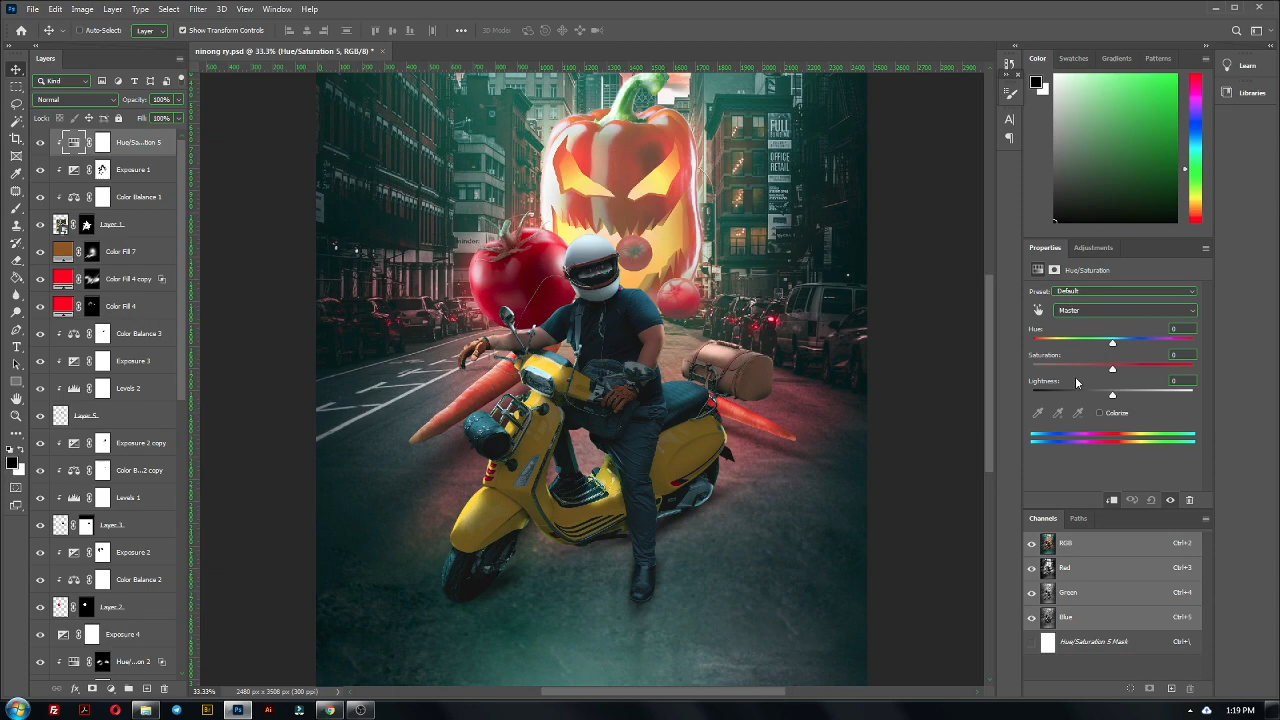 File Edit Image Layer Type Select Filter 3D View Window Help
Auto-Select: Layer Show Transform Controls 3D Mode:
ninong ry.psd @ 33.3% (Hue/Saturation 5, RGB/8) *
Layers
Kind
Normal Opacity: 100%
Lock: Fill: 100%
Hue/Sa...tion 5
Exposure 1
Color Balance 1
Layer 1
Color Fill 7
Color Fill 4 copy
Color Fill 4
Color Balance 3
Exposure 3
Levels 2
Layer 5
Exposure 2 copy
Color B...2 copy
Levels 1
Layer 3
Exposure 2
Color Balance 2
Layer 2
Exposure 4
Hue/...on 2
FULL
BUILDING
OFFICE
RETAIL
33.33% 2480 px x 3508 px (300 ppi)
Color Swatches Gradients Patterns
Learn
Libraries
Properties Adjustments
Hue/Saturation
Preset: Default
Master
Hue: 0
Saturation: 0
Lightness: 0
Colorize
Channels Paths
RGB Ctrl+2
Red Ctrl+3
Green Ctrl+4
Blue Ctrl+5
Hue/Saturation 5 Mask Ctrl+\
1:19 PM